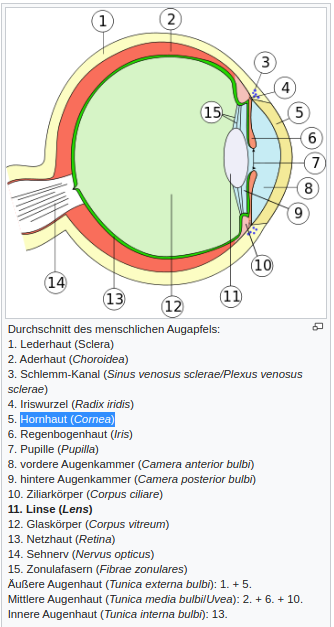 1
2
3
4
15
5
6
7
8
9
10
14
13
12
11
Durchschnitt des menschlichen Augapfels:
1. Lederhaut (Sclera)
2. Aderhaut (Choroidea)
3. Schlemm-Kanal (Sinus venosus sclerae/Plexus venosus
sclerae)
4. Iriswurzel (Radix iridis)
5. Hornhaut (Cornea)
6. Regenbogenhaut (Iris)
7. Pupille (Pupilla)
8. vordere Augenkammer (Camera anterior bulbi)
9. hintere Augenkammer (Camera posterior bulbi)
10. Ziliarkörper (Corpus ciliare)
11. Linse (Lens)
12. Glaskörper (Corpus vitreum)
13. Netzhaut (Retina)
14. Sehnerv (Nervus opticus)
15. Zonulafasern (Fibrae zonulares)
Äußere Augenhaut (Tunica externa bulbi): 1. + 5.
Mittlere Augenhaut (Tunica media bulbi/Uvea): 2. + 6. + 10.
Innere Augenhaut (Tunica interna bulbi): 13.